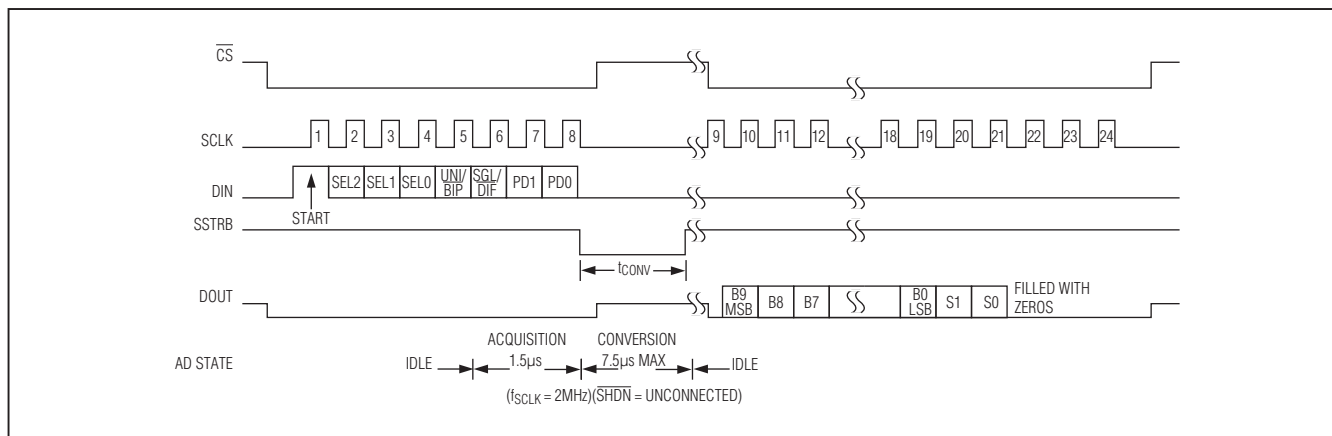 CS
SCLK 1 2 3 4 5 6 7 8 9 10 11 12 18 19 20 21 22 23 24
DIN SEL2 SEL1 SEL0 UNI/BIP SGL/DIF PD1 PD0
START
SSTRB
tCONV
DOUT B9 MSB B8 B7 B0 LSB S1 S0 FILLED WITH ZEROS
ACQUISITION CONVERSION
AD STATE IDLE 1.5µs 7.5µs MAX IDLE
(fSCLK = 2MHz)(SHDN = UNCONNECTED)